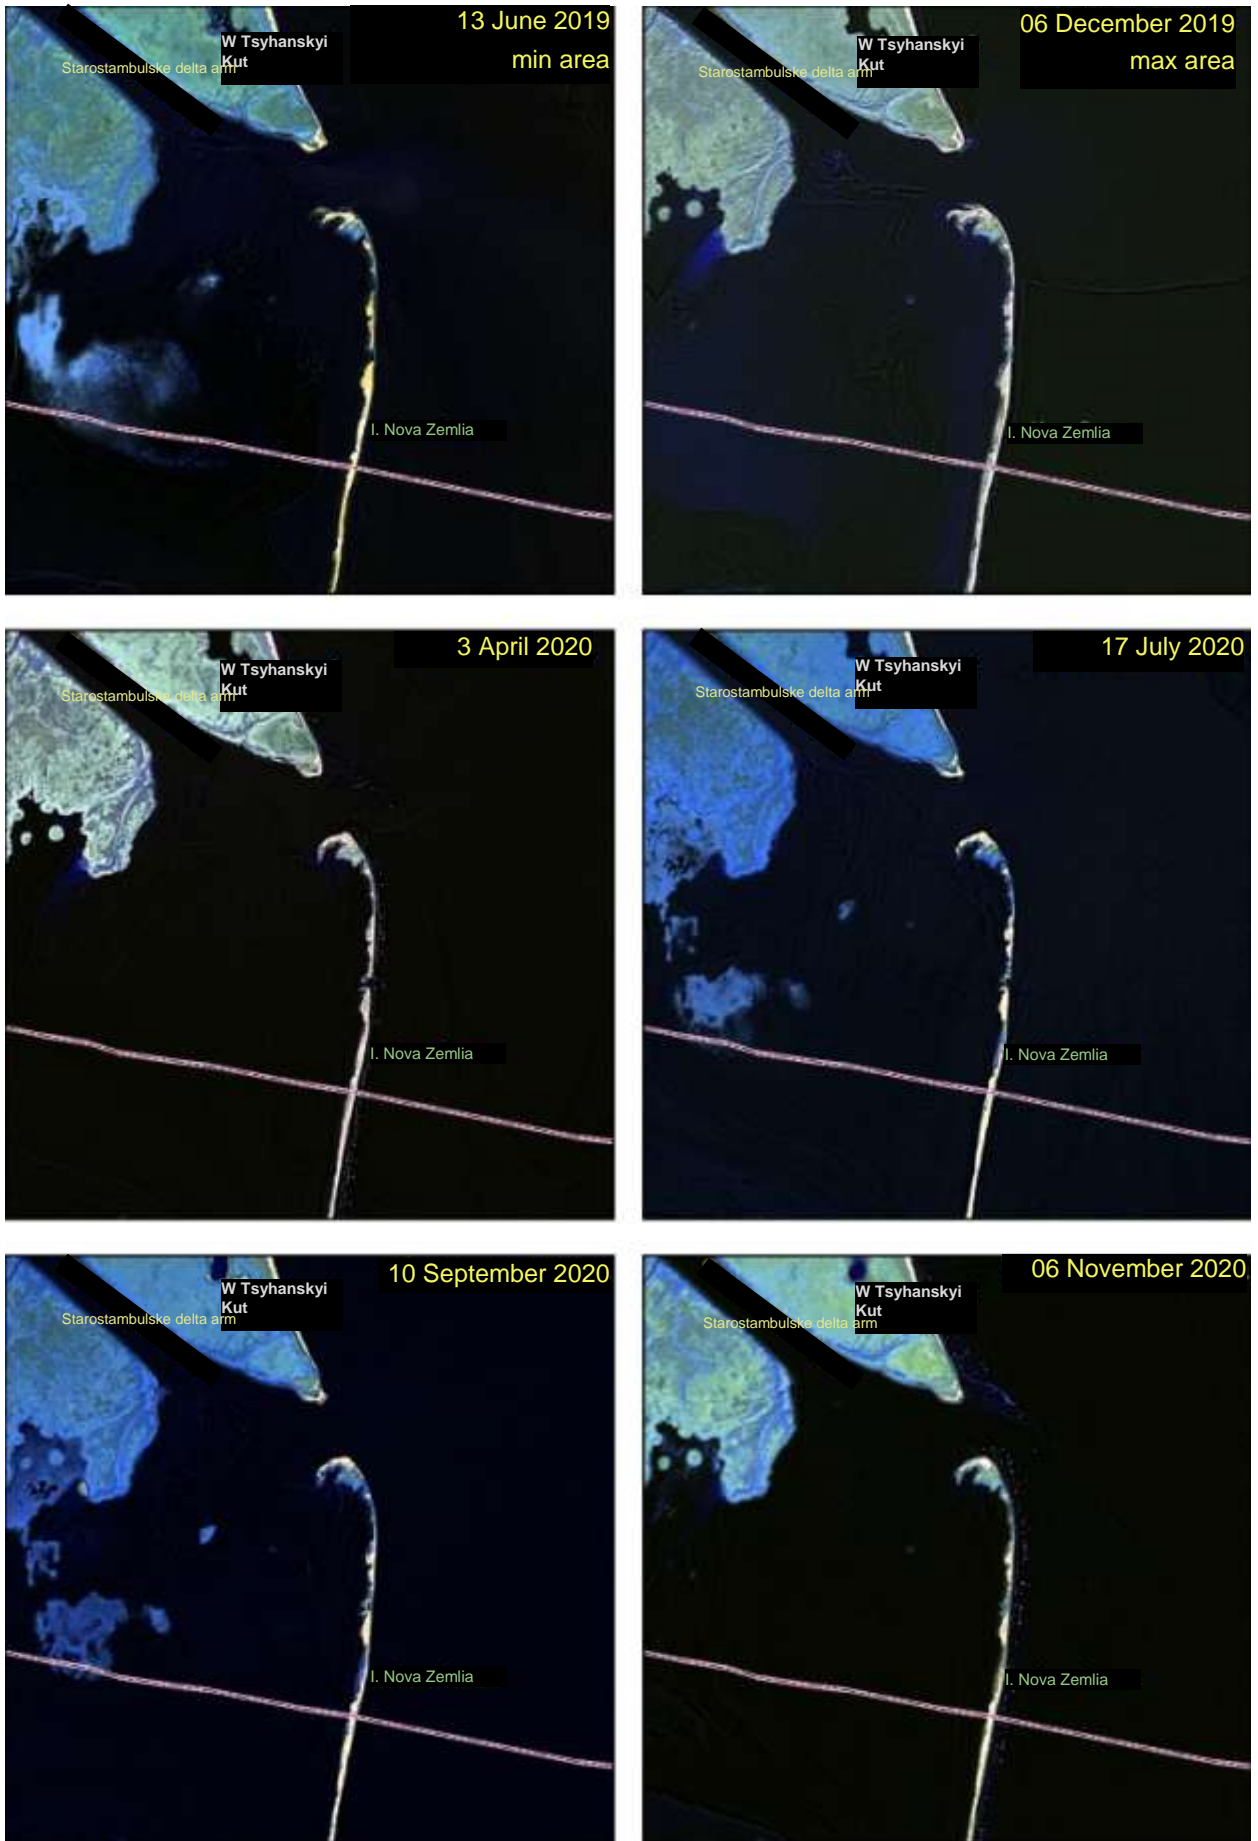 13 June 2019
min area
W Tsyhanskyi
Kut
Starostambulske delta arm
I. Nova Zemlia
06 December 2019
max area
W Tsyhanskyi
Kut
Starostambulske delta arm
I. Nova Zemlia
3 April 2020
W Tsyhanskyi
Kut
Starostambulske delta arm
I. Nova Zemlia
17 July 2020
W Tsyhanskyi
Kut
Starostambulske delta arm
I. Nova Zemlia
10 September 2020
W Tsyhanskyi
Kut
Starostambulske delta arm
I. Nova Zemlia
06 November 2020
W Tsyhanskyi
Kut
Starostambulske delta arm
I. Nova Zemlia